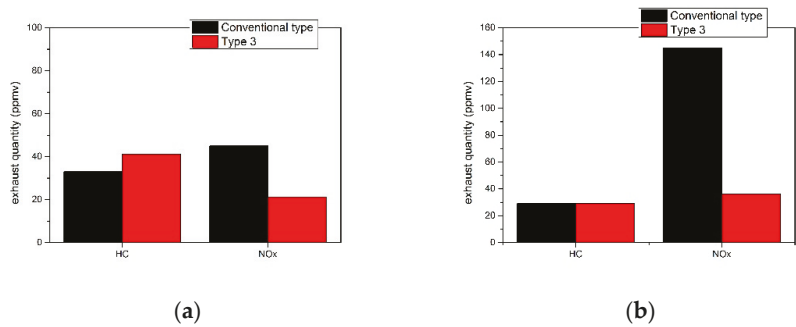 Conventional type
Type 3
100
80
60
40
20
0
exhaust quantity (ppmv)
HC
NOx
(a)
Conventional type
Type 3
160
140
120
100
80
60
40
20
0
exhaust quantity (ppmv)
HC
NOx
(b)